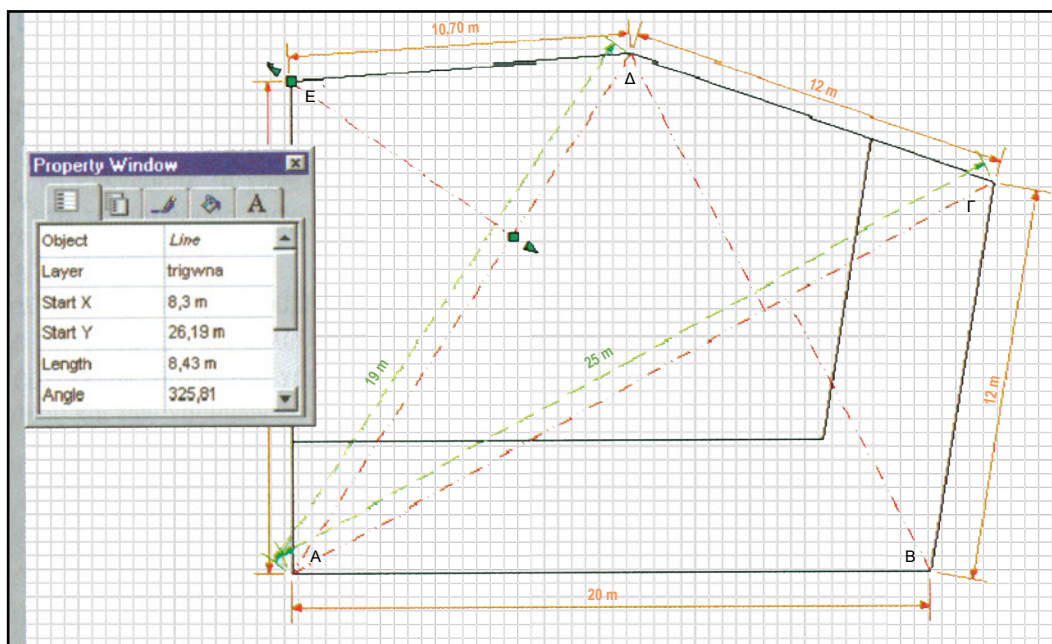 10,70 m
Δ
12 m
E
Property Window
A
Object Line
Layer trigwna
Start X 8,3 m
Start Y 26,19 m
Length 8,43 m
Angle 325,81
Γ
19 m
25 m
12 m
A
B
20 m